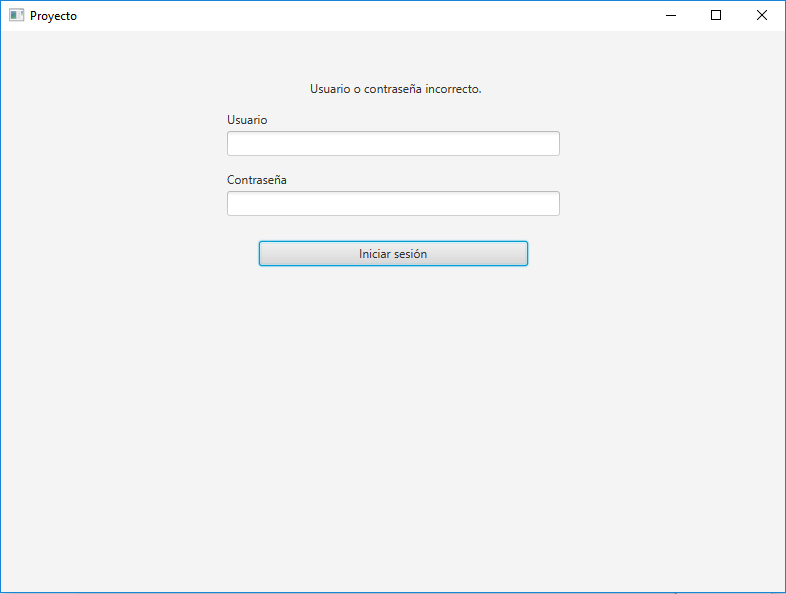 Proyecto
Usuario o contraseña incorrecto.
Usuario
Contraseña
Iniciar sesión